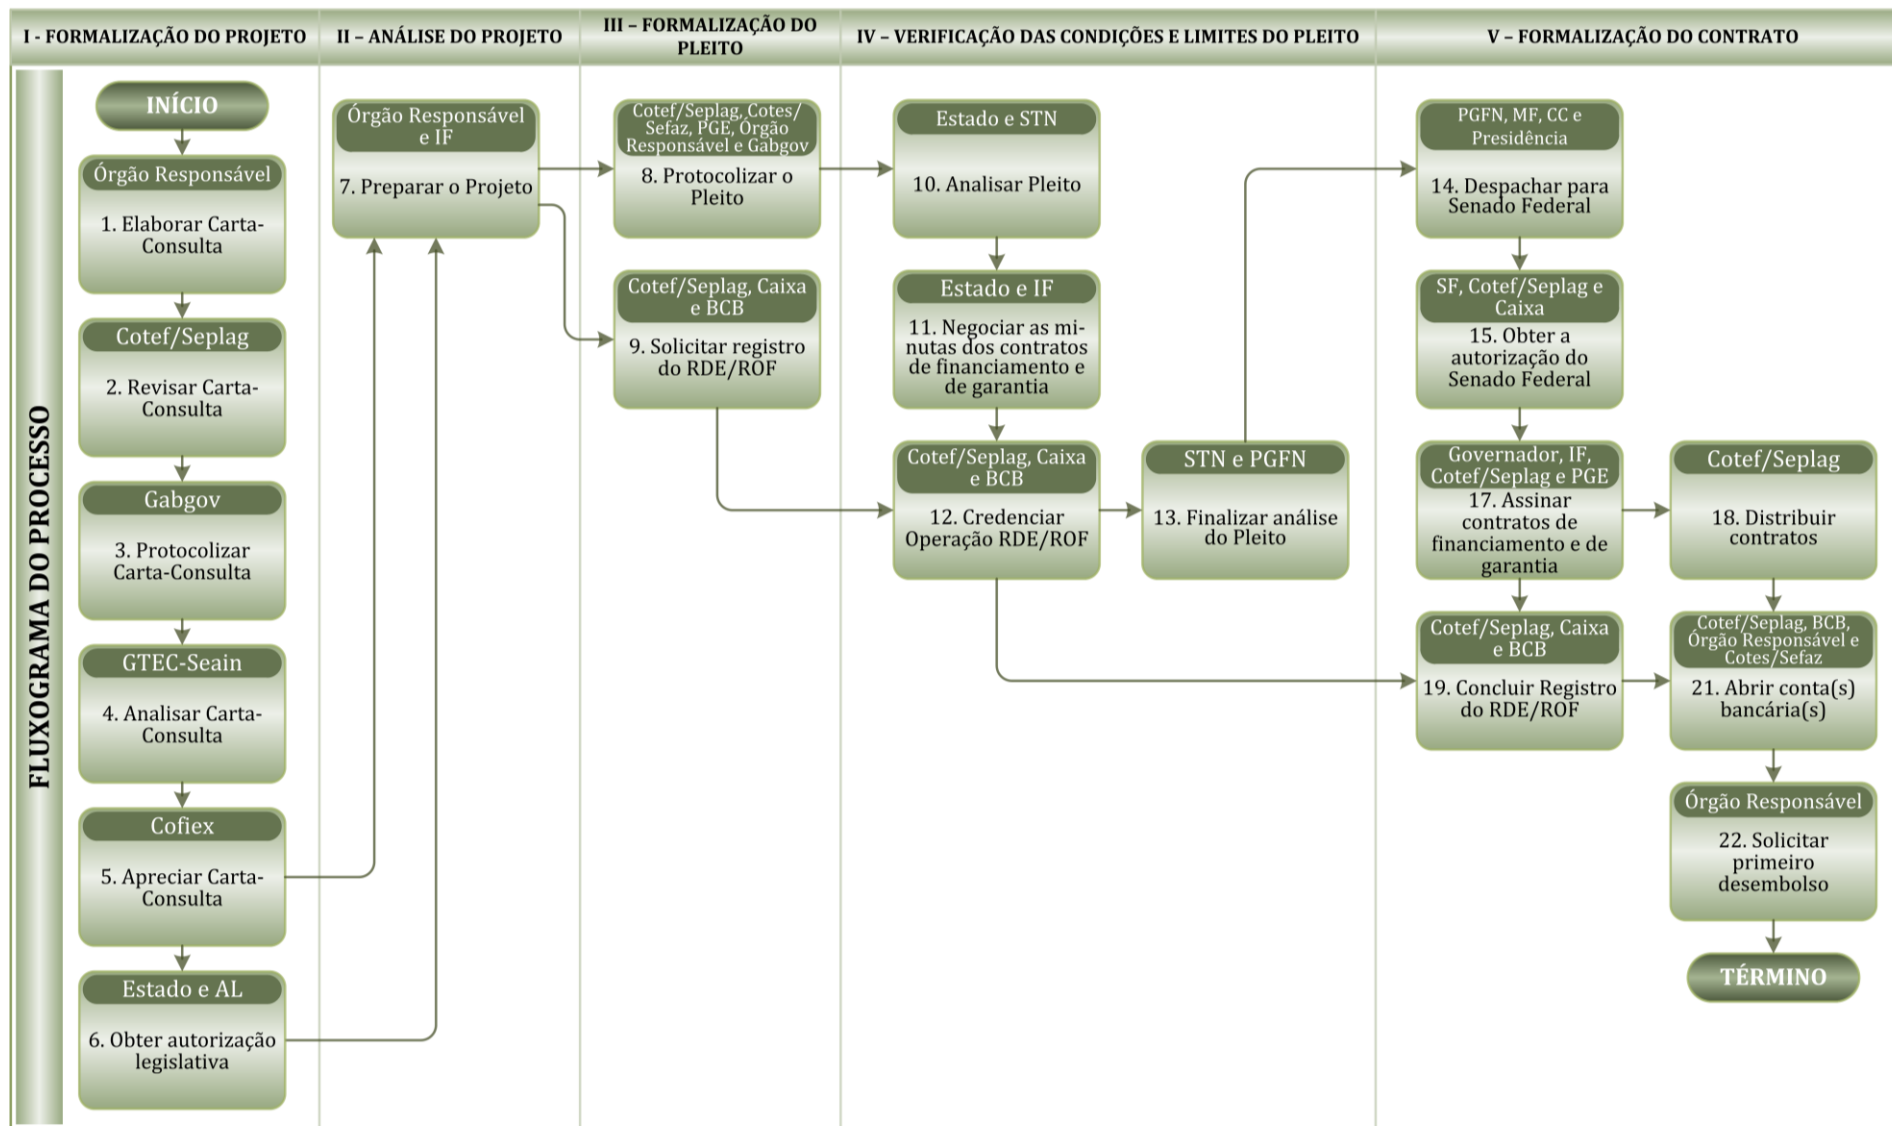 I - FORMALIZAÇÃO DO PROJETO
II – ANÁLISE DO PROJETO
III – FORMALIZAÇÃO DO
PLEITO
IV – VERIFICAÇÃO DAS CONDIÇÕES E LIMITES DO PLEITO
V – FORMALIZAÇÃO DO CONTRATO
FLUXOGRAMA DO PROCESSO
INÍCIO
Órgão Responsável
1. Elaborar Carta-
Consulta
Cotef/Seplag
2. Revisar Carta-
Consulta
Gabgov
3. Protocolizar
Carta-Consulta
GTEC-Seain
4. Analisar Carta-
Consulta
Cofiex
5. Apreciar Carta-
Consulta
Estado e AL
6. Obter autorização
legislativa
Órgão Responsável
e IF
7. Preparar o Projeto
Cotef/Seplag, Cotes/
Sefaz, PGE, Órgão
Responsável e Gabgov
8. Protocolizar o
Pleito
Cotef/Seplag, Caixa
e BCB
9. Solicitar registro
do RDE/ROF
Estado e STN
10. Analisar Pleito
Estado e IF
11. Negociar as mi-
nutas dos contratos
de financiamento e
de garantia
Cotef/Seplag, Caixa
e BCB
12. Credenciar
Operação RDE/ROF
STN e PGFN
13. Finalizar análise
do Pleito
PGFN, MF, CC e
Presidência
14. Despachar para
Senado Federal
SF, Cotef/Seplag e
Caixa
15. Obter a
autorização do
Senado Federal
Governador, IF,
Cotef/Seplag e PGE
17. Assinar
contratos de
financiamento e de
garantia
Cotef/Seplag
18. Distribuir
contratos
Cotef/Seplag, Caixa
e BCB
19. Concluir Registro
do RDE/ROF
Cotef/Seplag, BCB,
Órgão Responsável e
Cotes/Sefaz
21. Abrir conta(s)
bancária(s)
Órgão Responsável
22. Solicitar
primeiro
desembolso
TÉRMINO